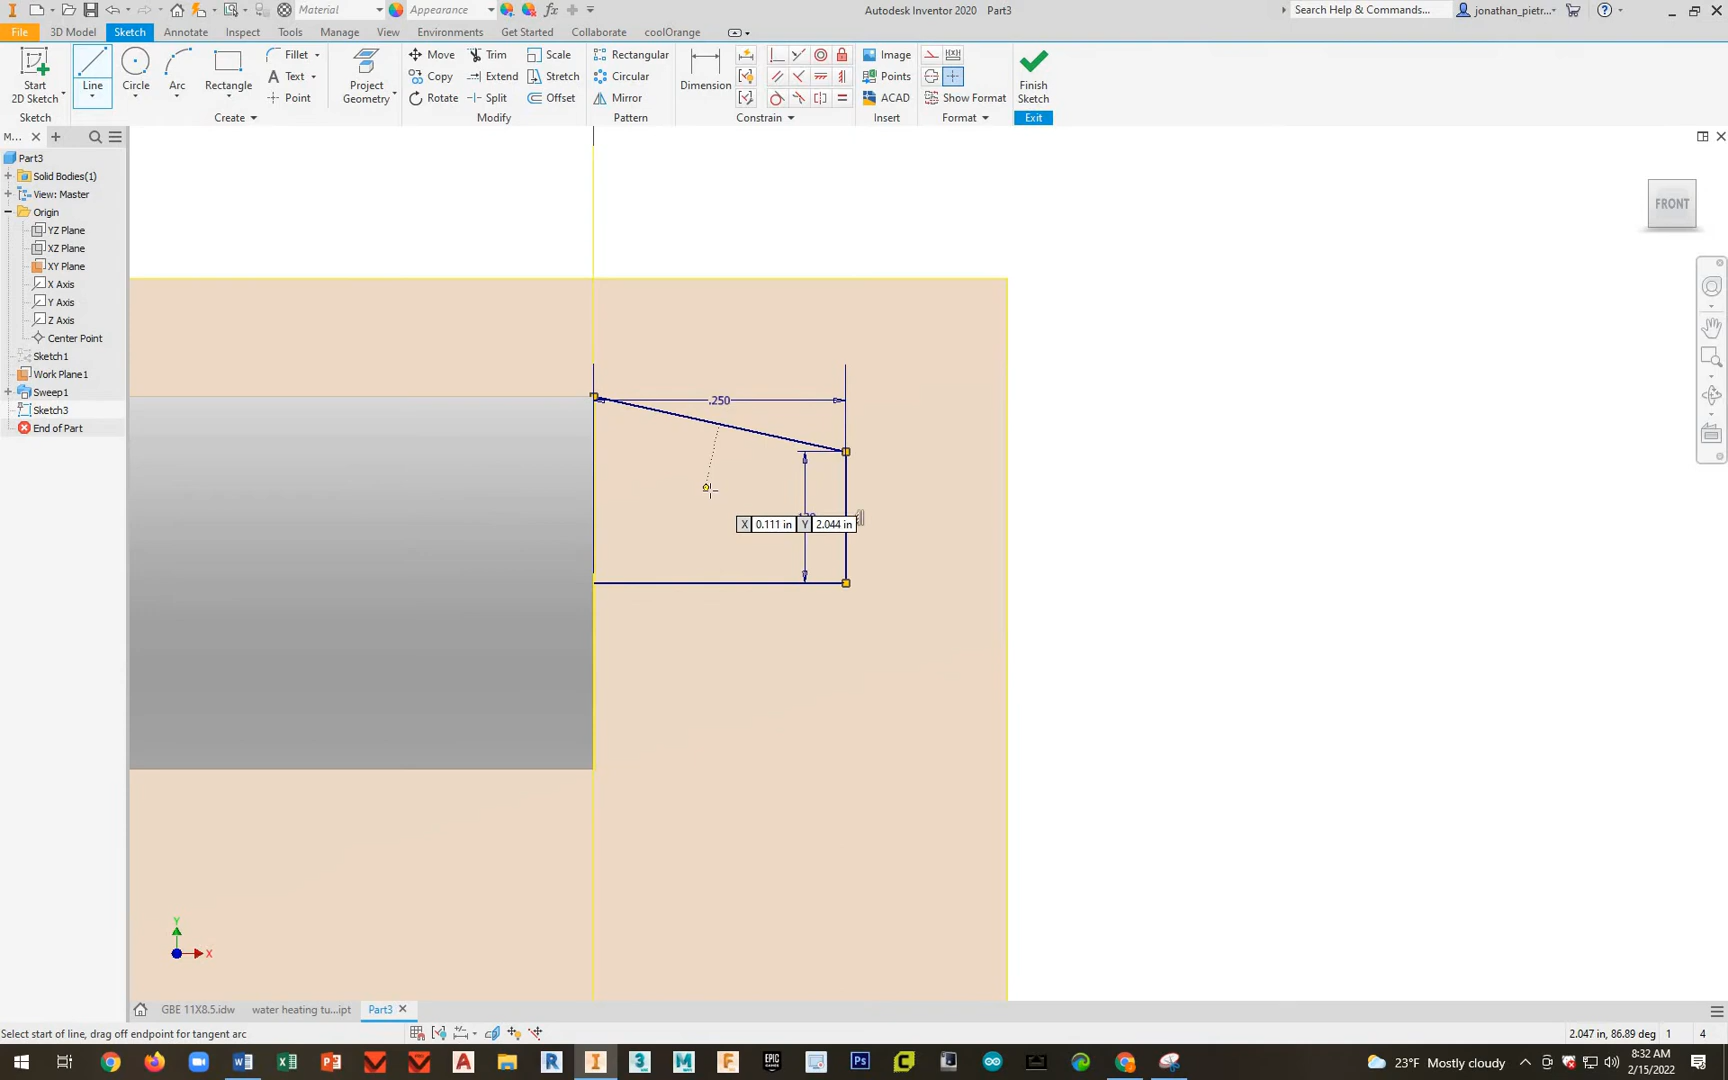 Material Appearance fx Autodesk Inventor 2020 Part3 Search Help & Commands... jonathan_pietr...
File 3D Model Sketch Annotate Inspect Tools Manage View Environments Get Started Collaborate coolOrange
Start 2D Sketch Line Circle Arc Rectangle Fillet Text Point Project Geometry Move Copy Rotate Trim Extend Split Scale Stretch Offset Rectangular Circular Mirror Dimension Image Points ACAD Show Format Finish Sketch
Sketch Create Modify Pattern Constrain Insert Format Exit
M...
Part3
Solid Bodies(1)
View: Master
Origin
YZ Plane
XZ Plane
XY Plane
X Axis
Y Axis
Z Axis
Center Point
Sketch1
Work Plane1
Sweep1
Sketch3
End of Part
FRONT
.250
X 0.111 in Y 2.044 in
Y
X
GBE 11X8.5.idw water heating tu...ipt Part3
Select start of line, drag off endpoint for tangent arc 2.047 in, 86.89 deg 1 4
23°F Mostly cloudy 8:32 AM
2/15/2022